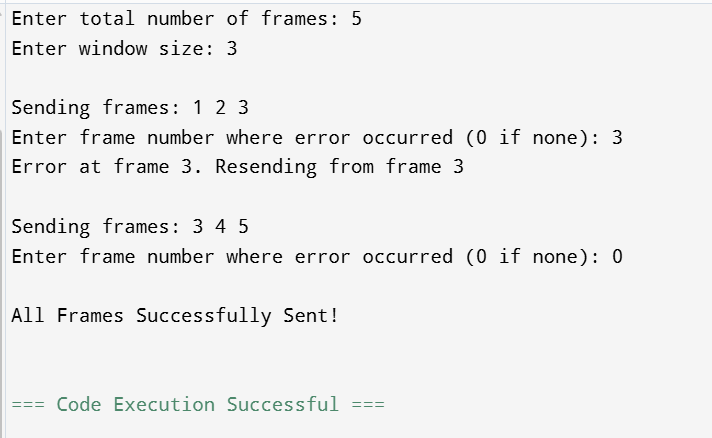 Enter total number of frames: 5
Enter window size: 3
Sending frames: 1 2 3
Enter frame number where error occurred (0 if none): 3
Error at frame 3. Resending from frame 3
Sending frames: 3 4 5
Enter frame number where error occurred (0 if none): 0
All Frames Successfully Sent!
=== Code Execution Successful ===